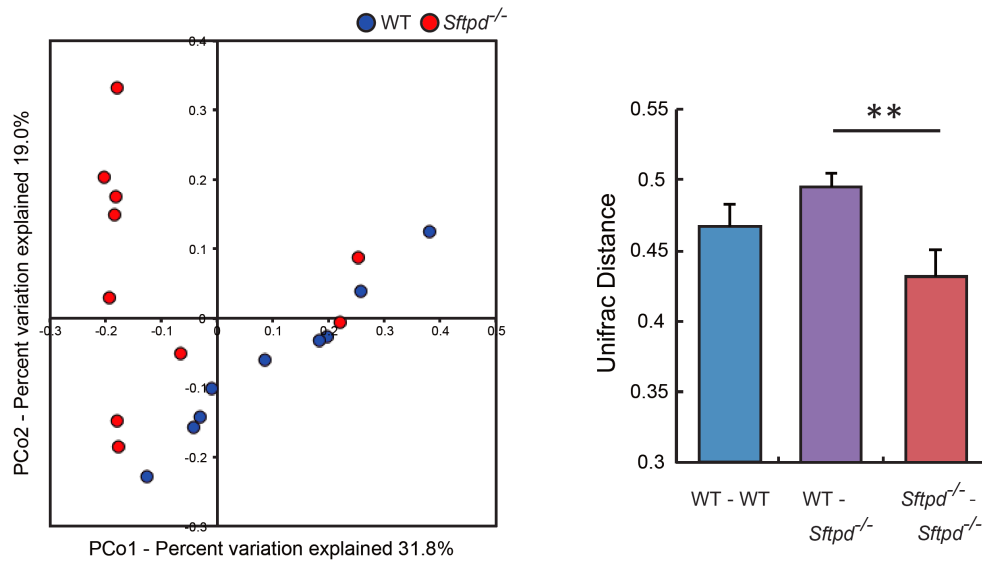 WT Sftpd-/-
0.4
0.3
0.2
0.1
0
-0.3 -0.2 -0.1 0 0.1 0.2 0.3 0.4 0.5
-0.1
-0.2
-0.3
PCo2 - Percent variation explained 19.0%
PCo1 - Percent variation explained 31.8%
0.55
**
0.5
0.45
0.4
0.35
0.3
Unifrac Distance
WT - WT
WT -
Sftpd-/-
Sftpd-/- -
Sftpd-/-